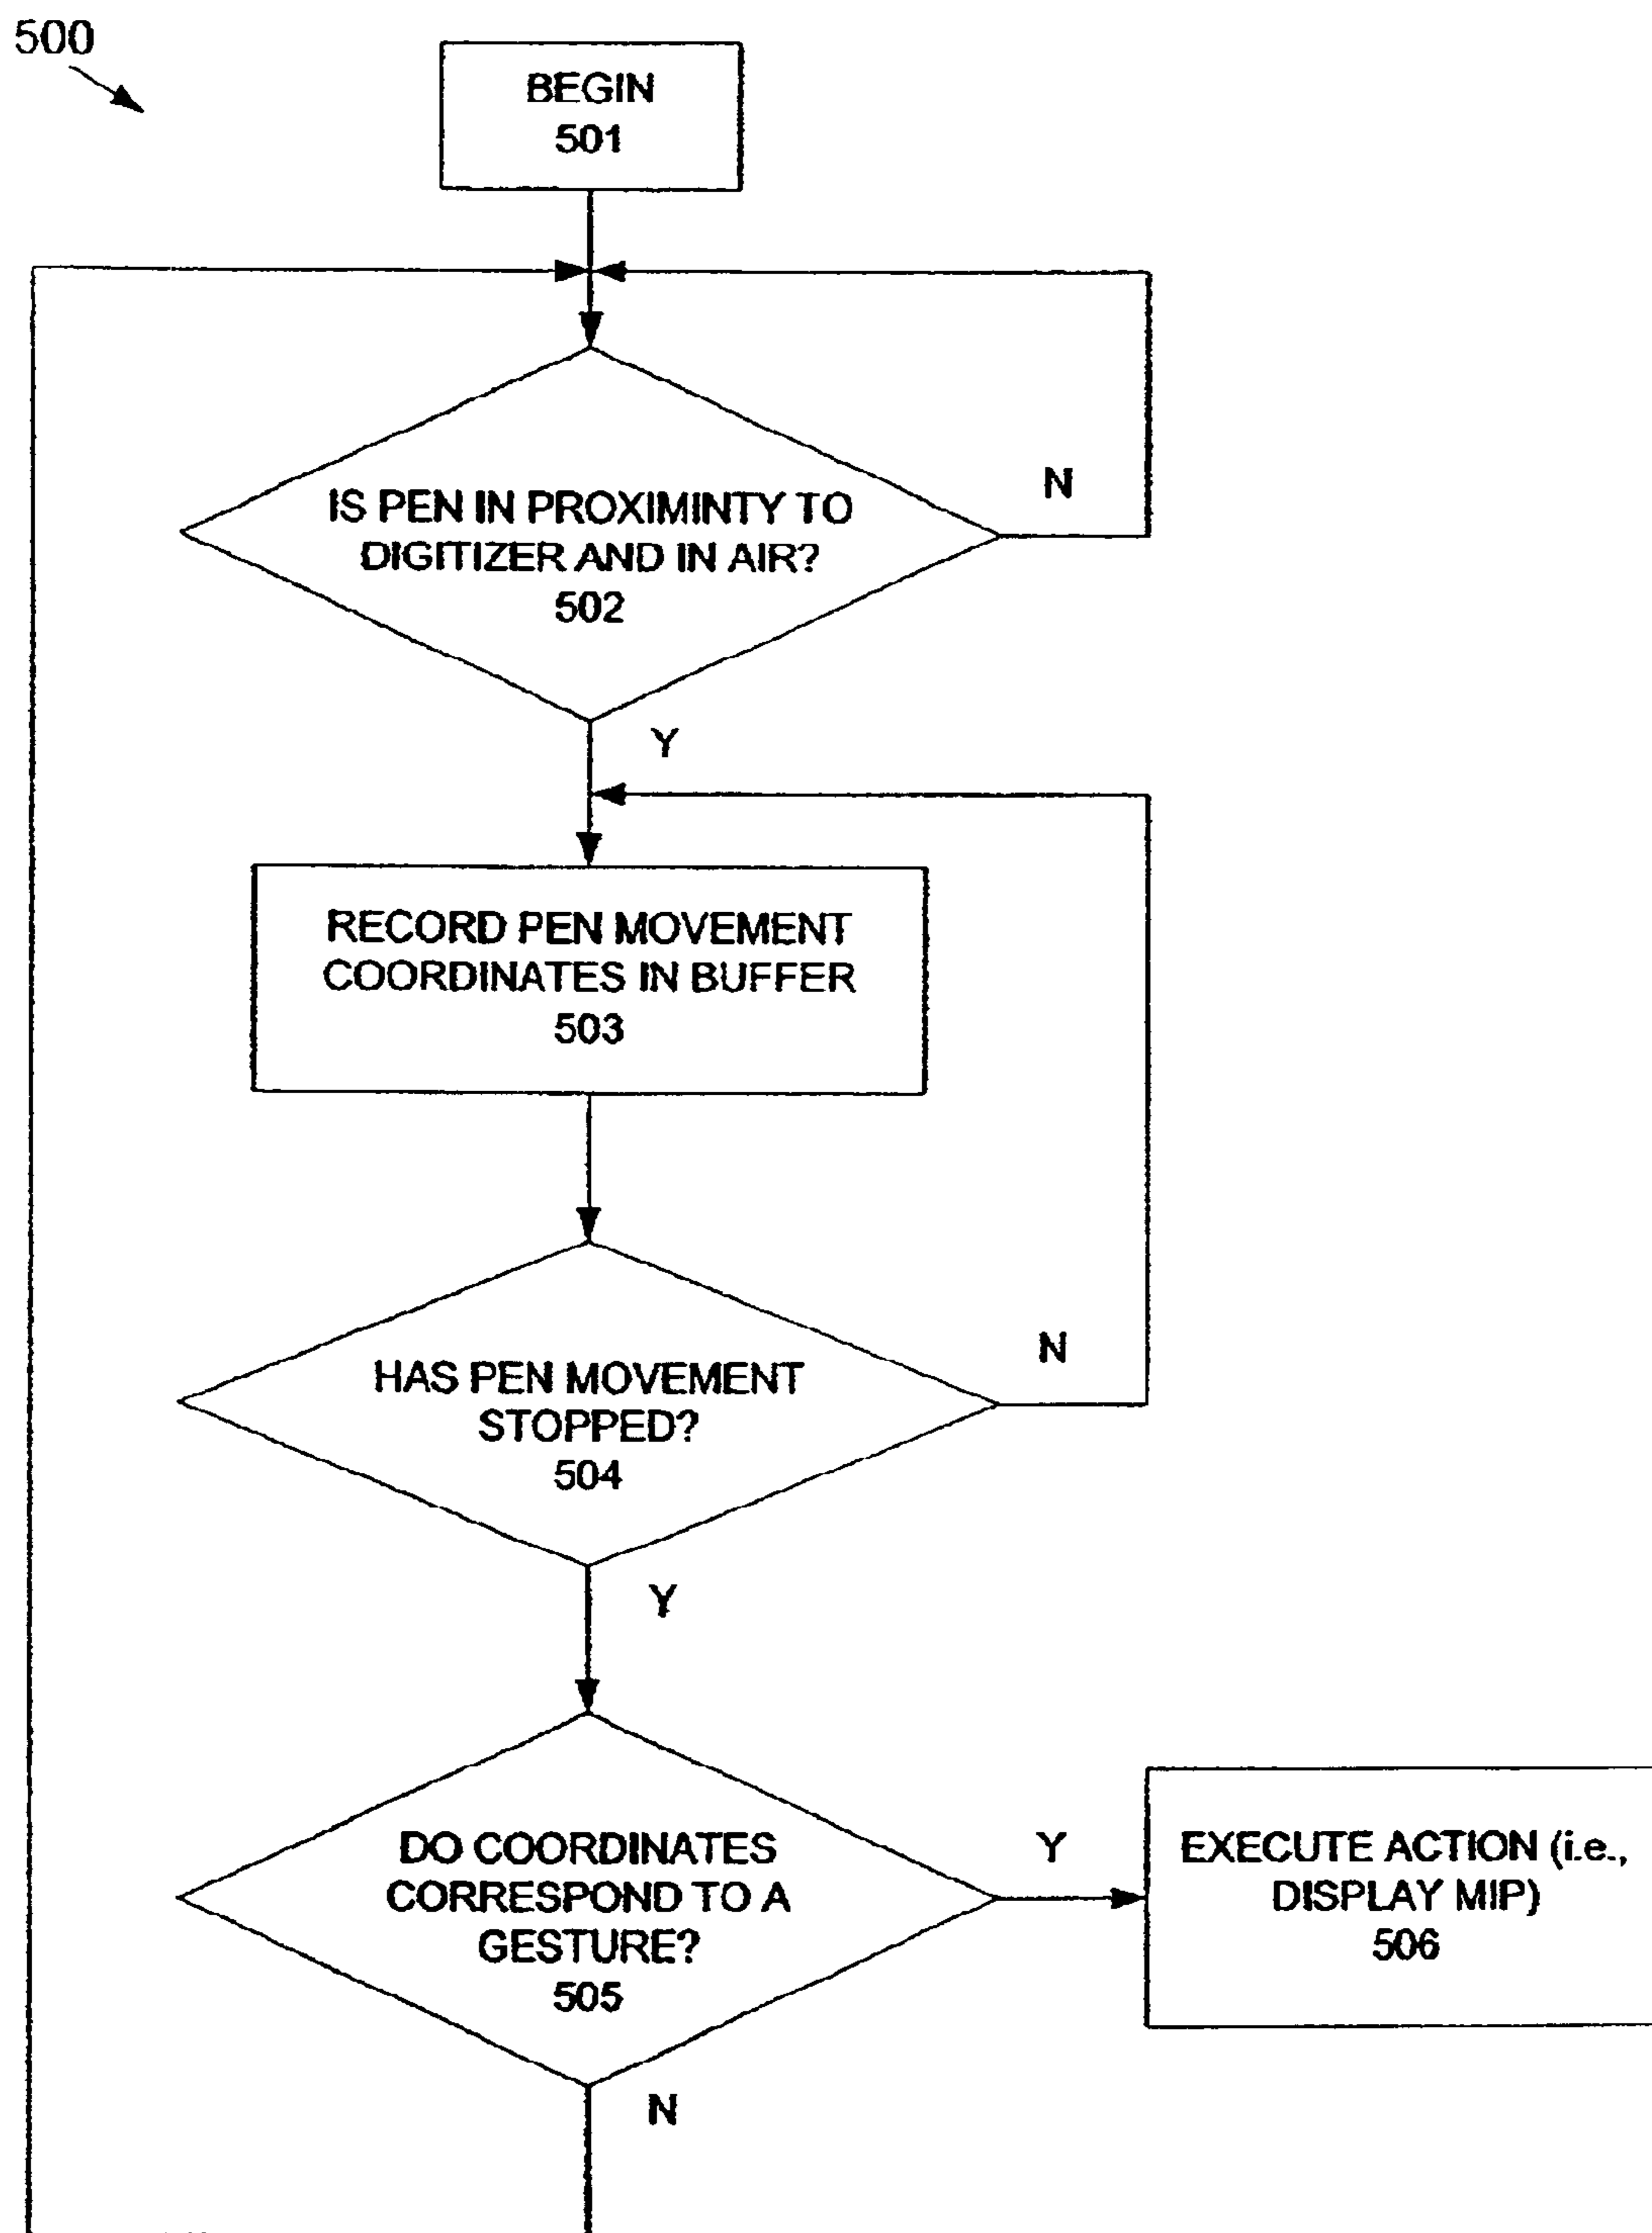 500
BEGIN
501
IS PEN IN PROXIMINTY TO
DIGITIZER AND IN AIR?
502
N
Y
RECORD PEN MOVEMENT
COORDINATES IN BUFFER
503
HAS PEN MOVEMENT
STOPPED?
504
N
Y
DO COORDINATES
CORRESPOND TO A
GESTURE?
505
Y
EXECUTE ACTION (i.e.,
DISPLAY MIP)
506
N